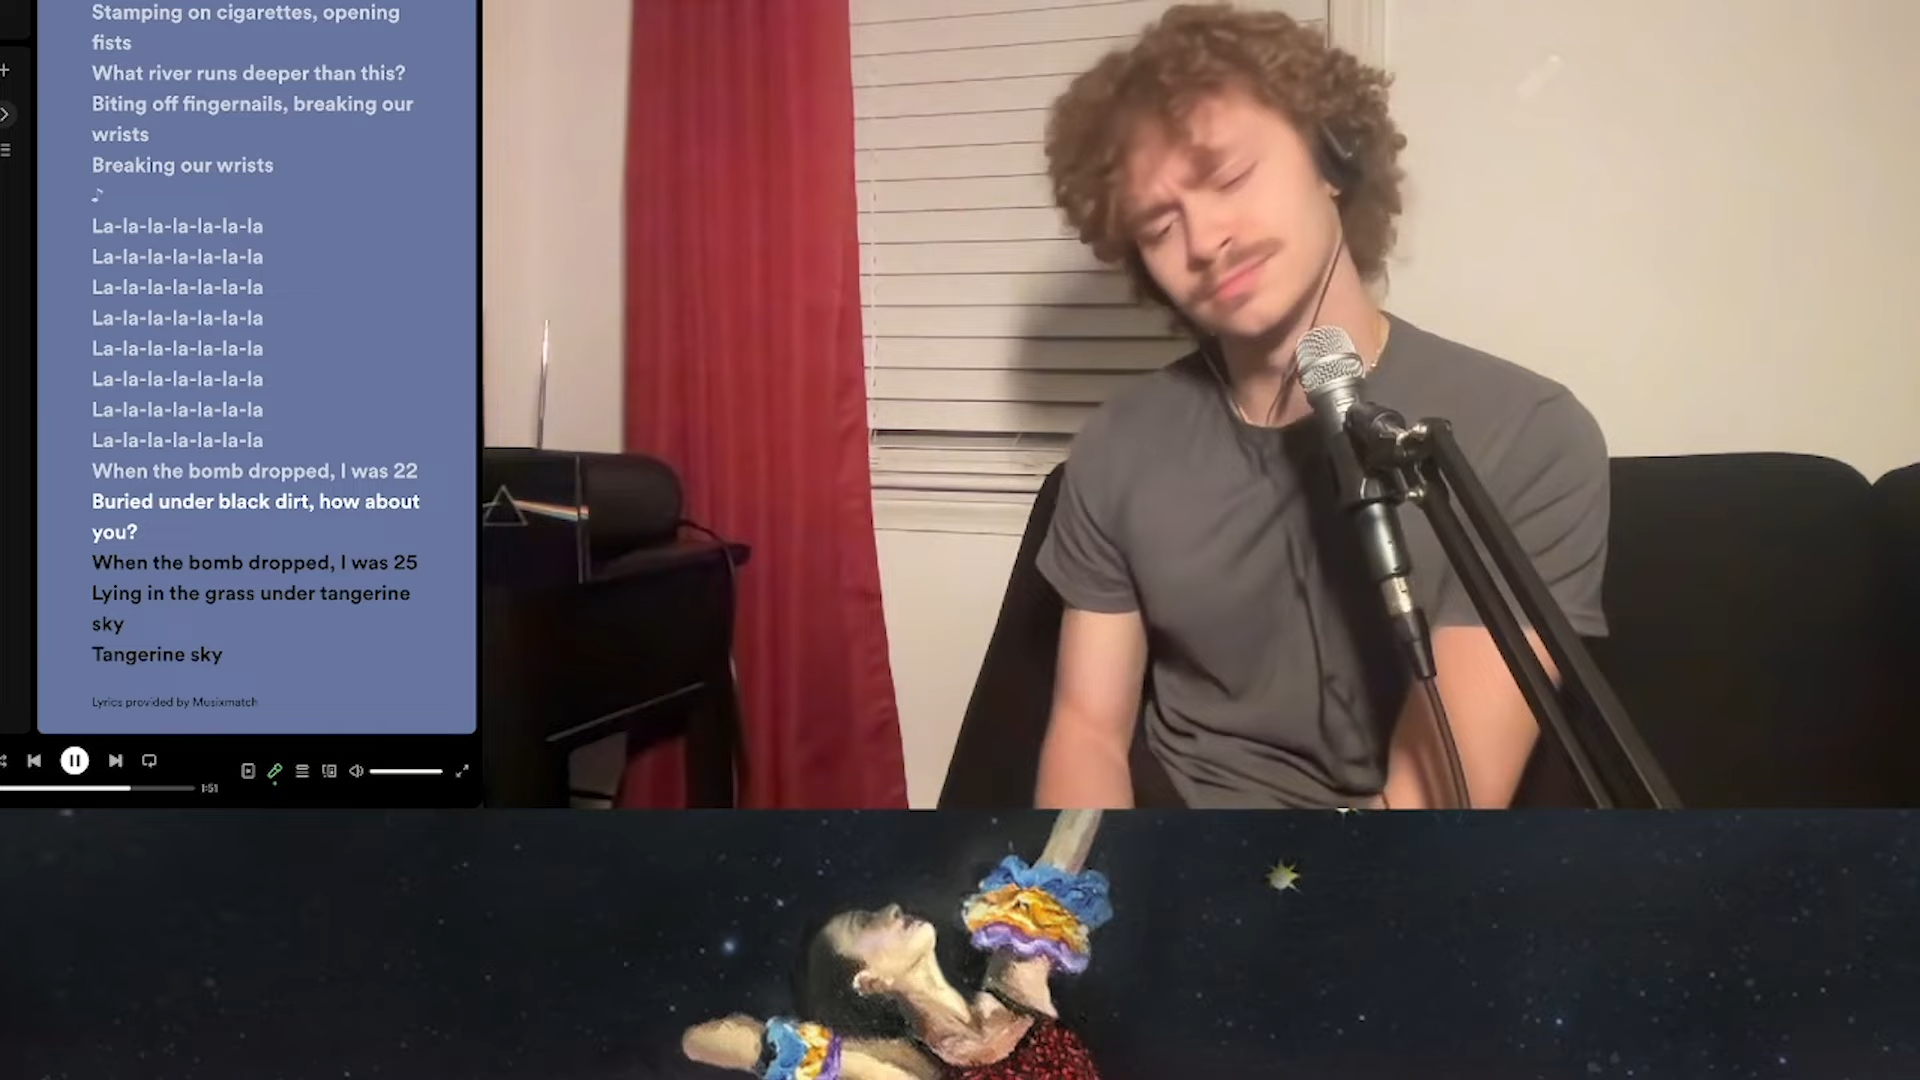 Stamping on cigarettes, opening
fists
What river runs deeper than this?
Biting off fingernails, breaking our
wrists
Breaking our wrists
♪
La-la-la-la-la-la-la
La-la-la-la-la-la-la
La-la-la-la-la-la-la
La-la-la-la-la-la-la
La-la-la-la-la-la-la
La-la-la-la-la-la-la
La-la-la-la-la-la-la
La-la-la-la-la-la-la
When the bomb dropped, I was 22
Buried under black dirt, how about
you?
When the bomb dropped, I was 25
Lying in the grass under tangerine
sky
Tangerine sky
Lyrics provided by Musixmatch
1:51